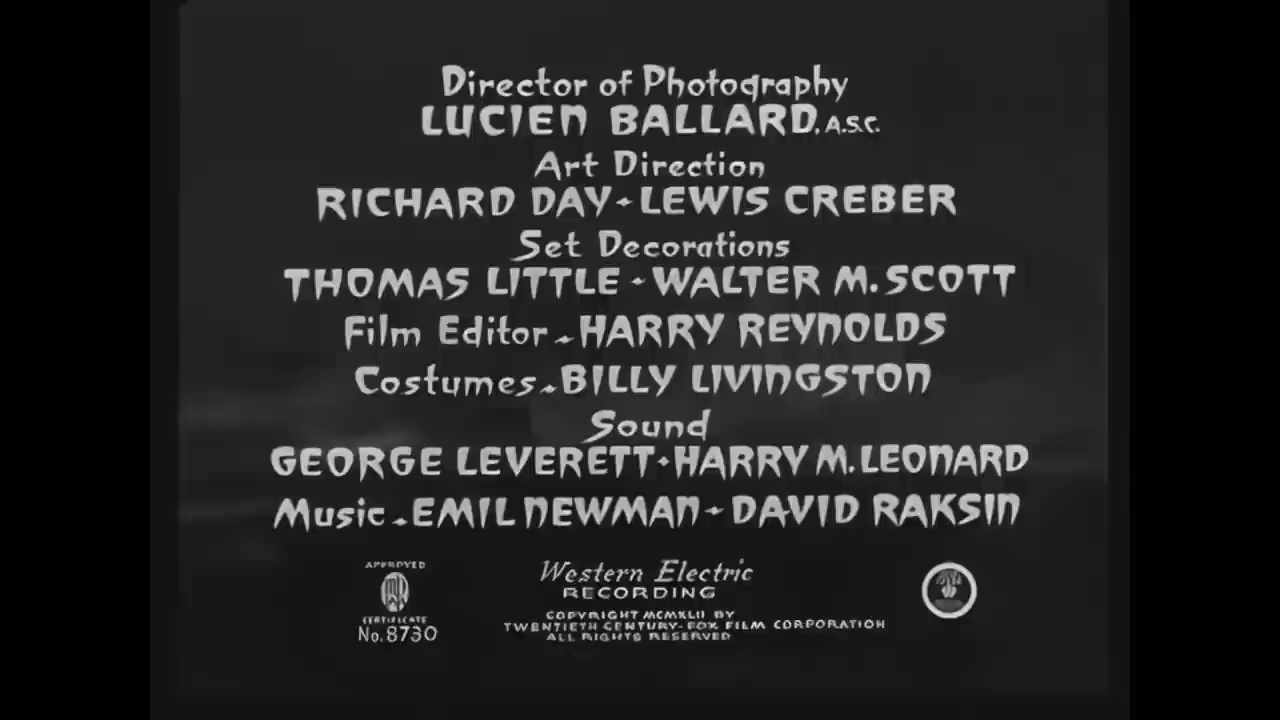 Director of Photography
LUCIEN BALLARD, A.S.C.
Art Direction
RICHARD DAY - LEWIS CREBER
Set Decorations
THOMAS LITTLE - WALTER M. SCOTT
Film Editor - HARRY REYNOLDS
Costumes - BILLY LIVINGSTON
Sound
GEORGE LEVERETT - HARRY M. LEONARD
Music - EMIL NEWMAN - DAVID RAKSIN
APPROVED
CERTIFICATE
No. 8730
Western Electric
RECORDING
COPYRIGHT MCMXLII BY
TWENTIETH CENTURY-FOX FILM CORPORATION
ALL RIGHTS RESERVED